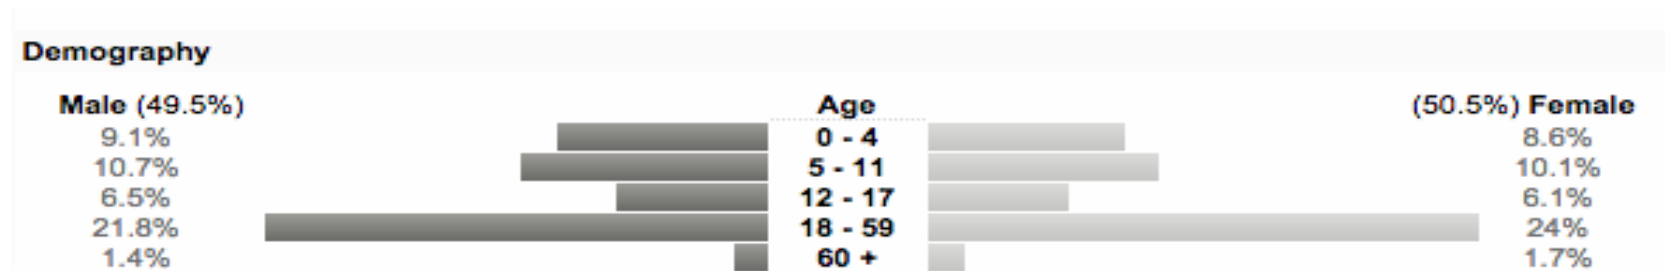 Demography
Male (49.5%) Age (50.5%) Female
9.1% 0 - 4 8.6%
10.7% 5 - 11 10.1%
6.5% 12 - 17 6.1%
21.8% 18 - 59 24%
1.4% 60 + 1.7%